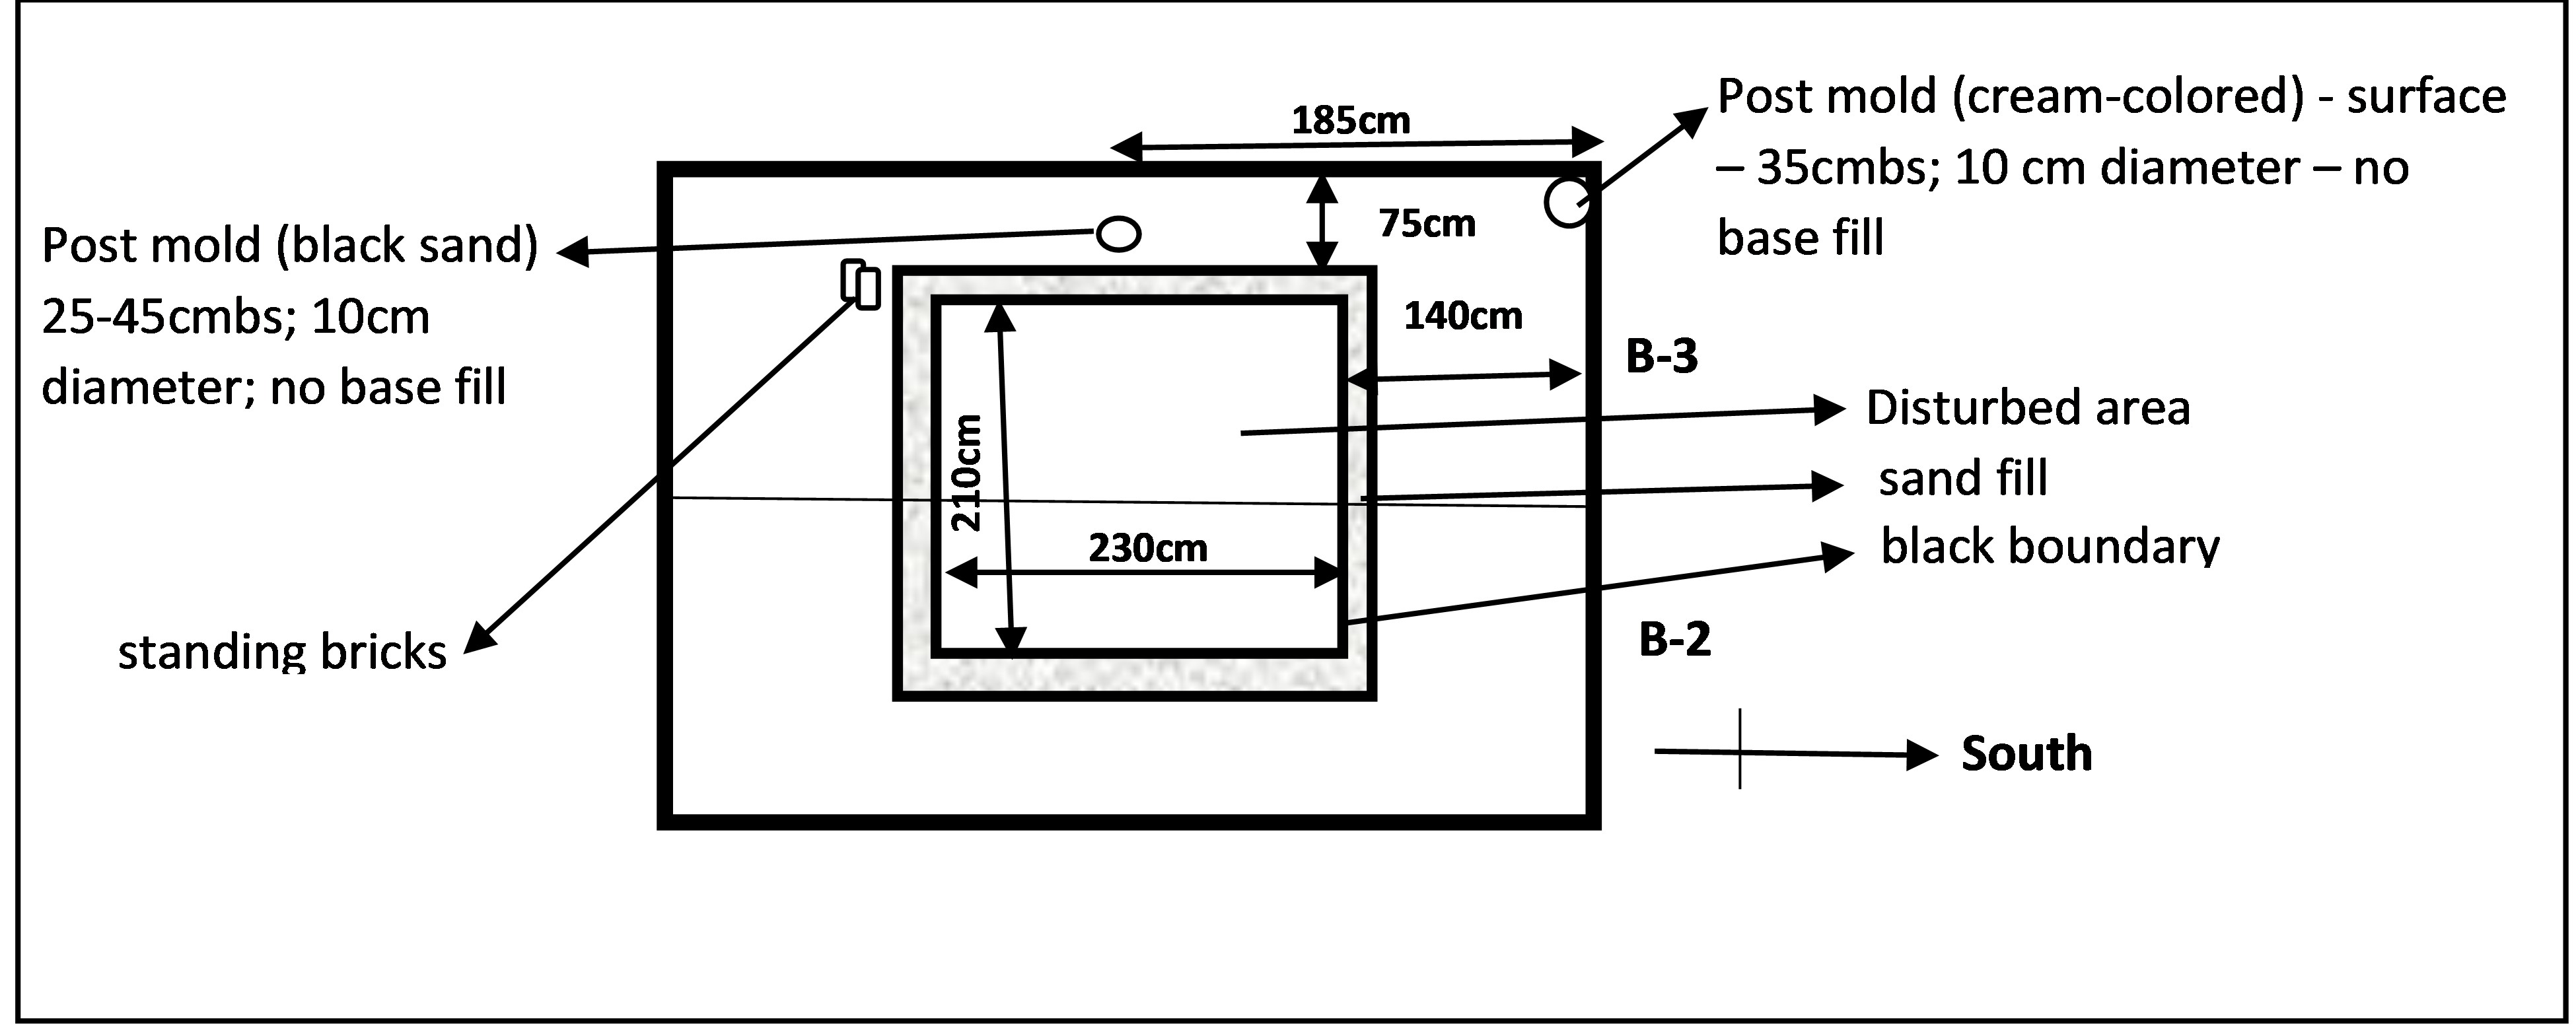 185cm
Post mold (cream-colored) - surface
– 35cmbs; 10 cm diameter – no
base fill
75cm
Post mold (black sand)
25-45cmbs; 10cm
diameter; no base fill
140cm
B-3
Disturbed area
210cm
sand fill
230cm
black boundary
standing bricks
B-2
South